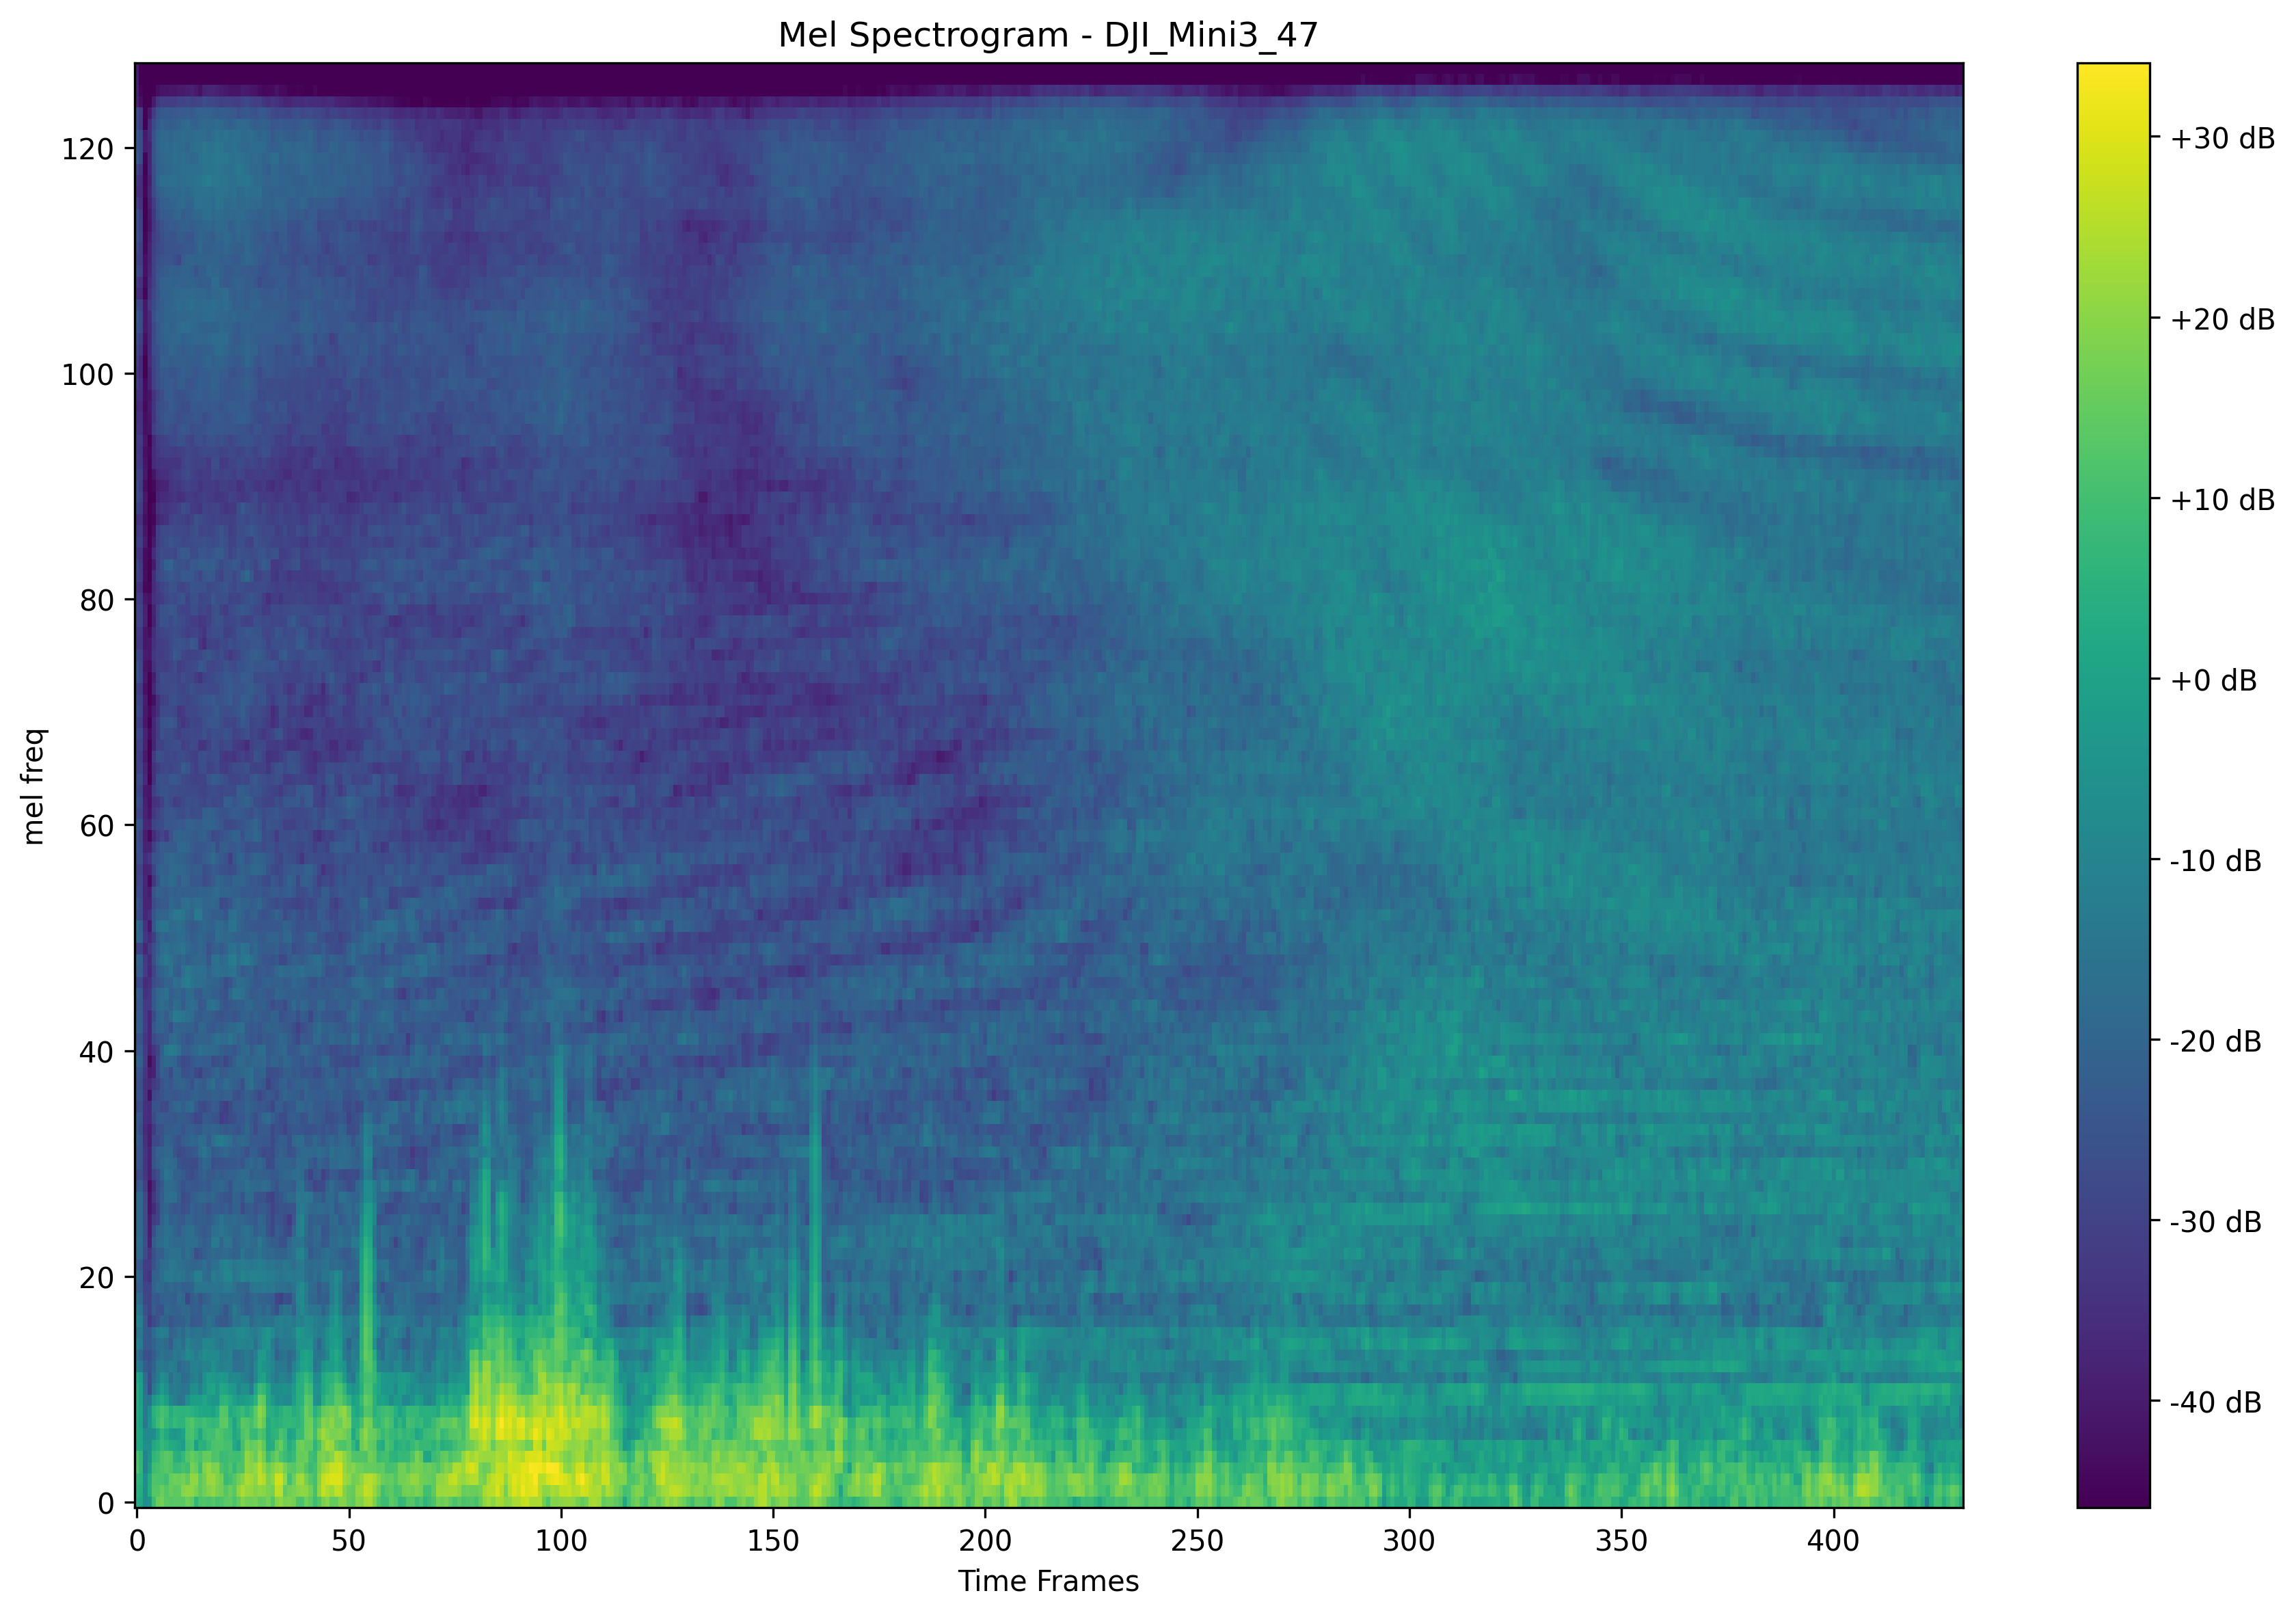 Mel Spectrogram - DJI_Mini3_47
mel freq
120
100
80
60
40
20
0
0 50 100 150 200 250 300 350 400
Time Frames
+30 dB
+20 dB
+10 dB
+0 dB
-10 dB
-20 dB
-30 dB
-40 dB